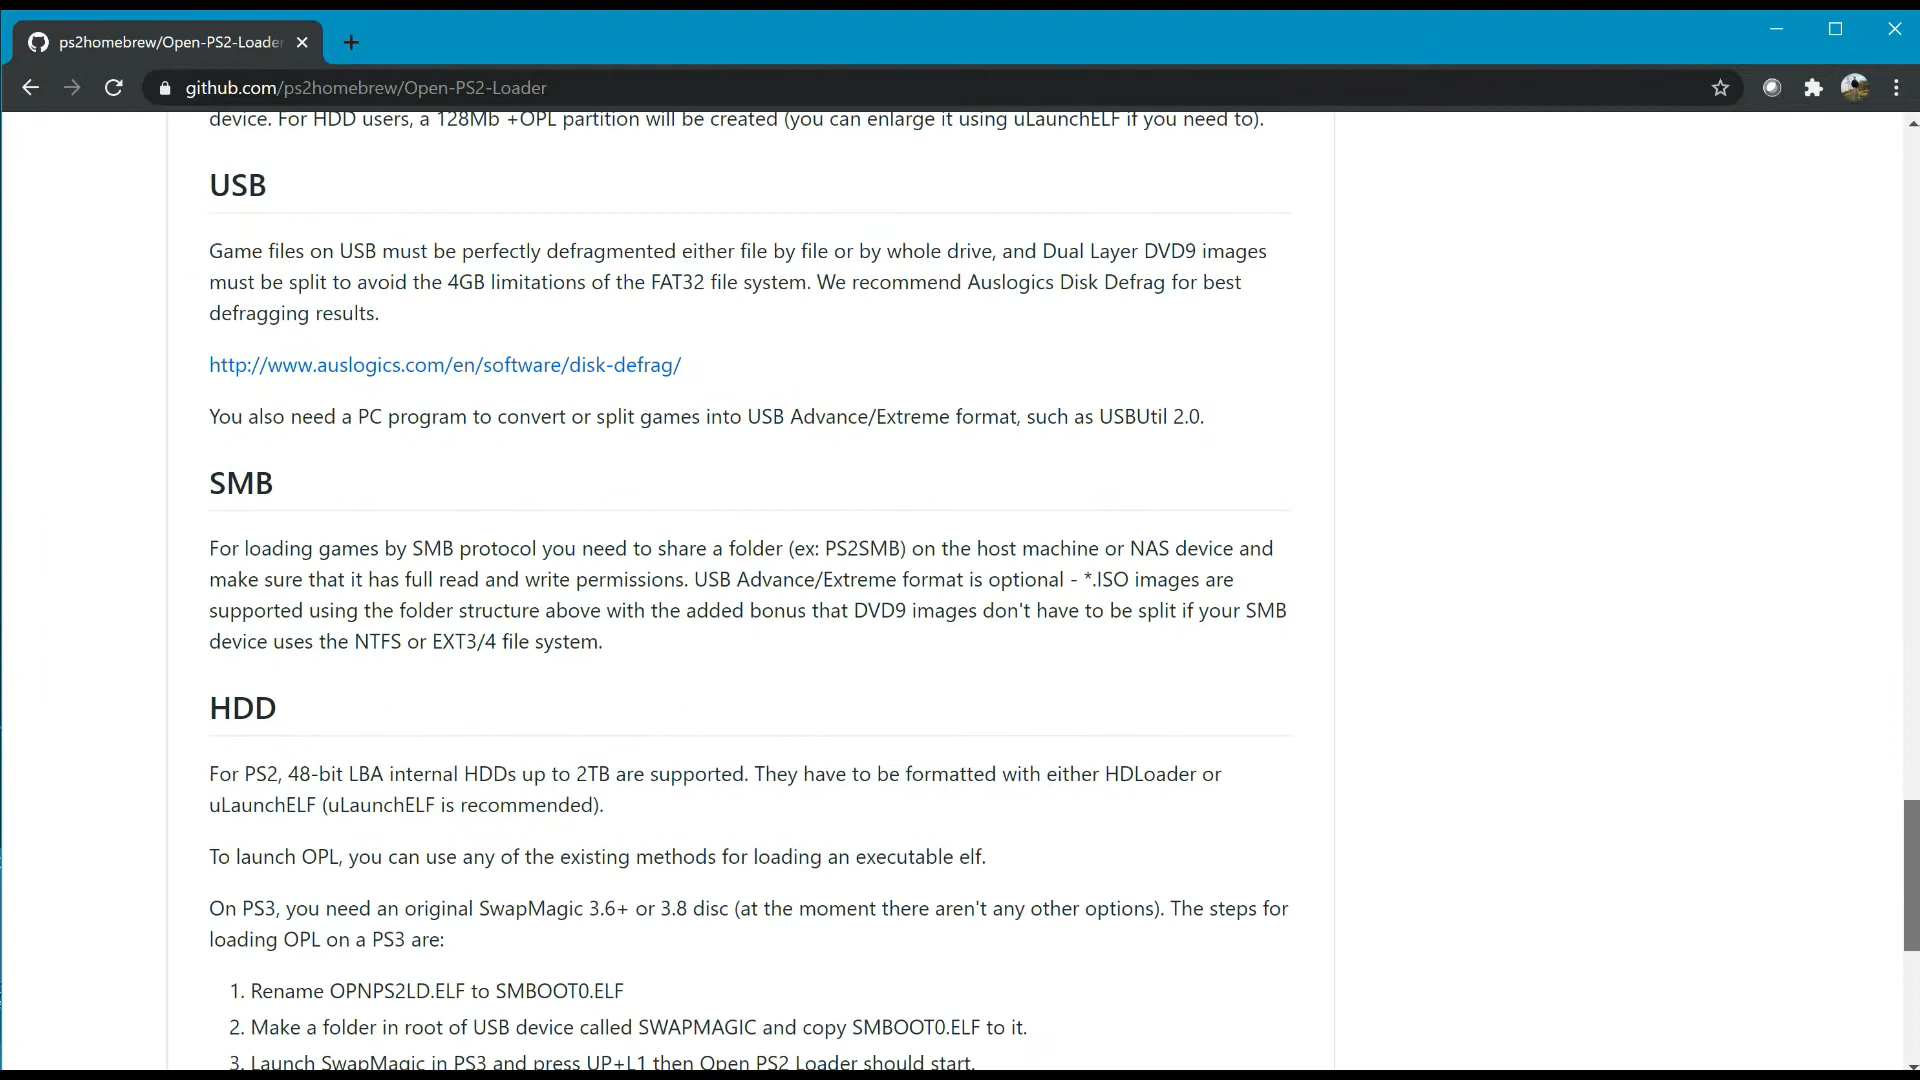 ps2homebrew/Open-PS2-Loader
github.com/ps2homebrew/Open-PS2-Loader
device. For HDD users, a 128Mb +OPL partition will be created (you can enlarge it using uLaunchELF if you need to).
USB
Game files on USB must be perfectly defragmented either file by file or by whole drive, and Dual Layer DVD9 images
must be split to avoid the 4GB limitations of the FAT32 file system. We recommend Auslogics Disk Defrag for best
defragging results.
http://www.auslogics.com/en/software/disk-defrag/
You also need a PC program to convert or split games into USB Advance/Extreme format, such as USBUtil 2.0.
SMB
For loading games by SMB protocol you need to share a folder (ex: PS2SMB) on the host machine or NAS device and
make sure that it has full read and write permissions. USB Advance/Extreme format is optional - *.ISO images are
supported using the folder structure above with the added bonus that DVD9 images don't have to be split if your SMB
device uses the NTFS or EXT3/4 file system.
HDD
For PS2, 48-bit LBA internal HDDs up to 2TB are supported. They have to be formatted with either HDLoader or
uLaunchELF (uLaunchELF is recommended).
To launch OPL, you can use any of the existing methods for loading an executable elf.
On PS3, you need an original SwapMagic 3.6+ or 3.8 disc (at the moment there aren't any other options). The steps for
loading OPL on a PS3 are:
1. Rename OPNPS2LD.ELF to SMBOOT0.ELF
2. Make a folder in root of USB device called SWAPMAGIC and copy SMBOOT0.ELF to it.
3. Launch SwapMagic in PS3 and press UP+L1 then Open PS2 Loader should start.